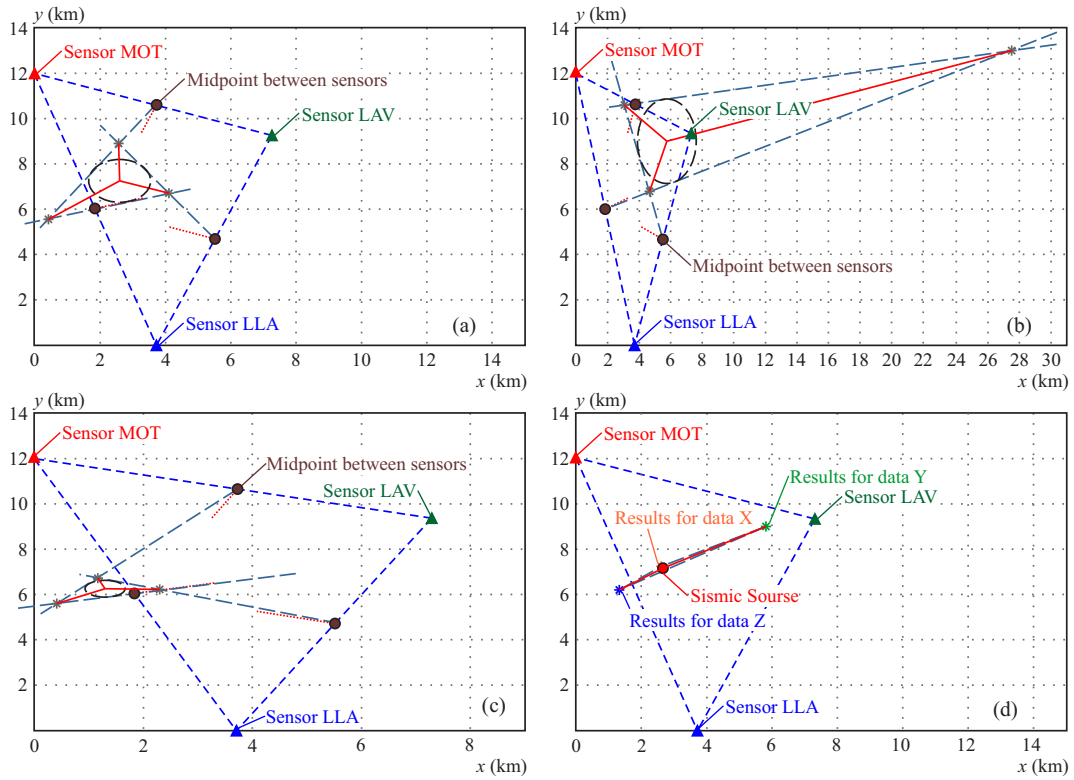 y (km)
14
12
10
8
6
4
2
0 2 4 6 8 10 12 14
x (km)
Sensor MOT
Midpoint between sensors
Sensor LAV
Sensor LLA
(a)
y (km)
14
12
10
8
6
4
2
0 2 4 6 8 10 12 14 16 18 20 22 24 26 28 30
x (km)
Sensor MOT
Sensor LAV
Midpoint between sensors
Sensor LLA
(b)
y (km)
14
12
10
8
6
4
2
0 2 4 6 8
x (km)
Sensor MOT
Midpoint between sensors
Sensor LAV
Sensor LLA
(c)
y (km)
14
12
10
8
6
4
2
0 2 4 6 8 10 12 14
x (km)
Sensor MOT
Results for data Y
Sensor LAV
Results for data X
Sismic Sourse
Results for data Z
Sensor LLA
(d)